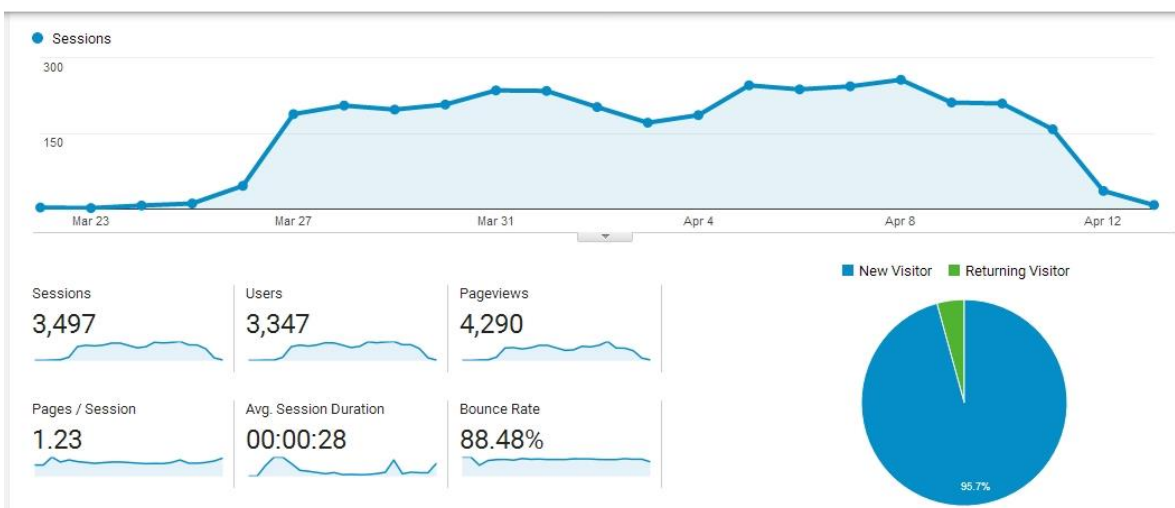 Sessions
300
150
Mar 23 Mar 27 Mar 31 Apr 4 Apr 8 Apr 12
New Visitor Returning Visitor
Sessions Users Pageviews
3,497 3,347 4,290
Pages / Session Avg. Session Duration Bounce Rate
1.23 00:00:28 88.48%
95.7%